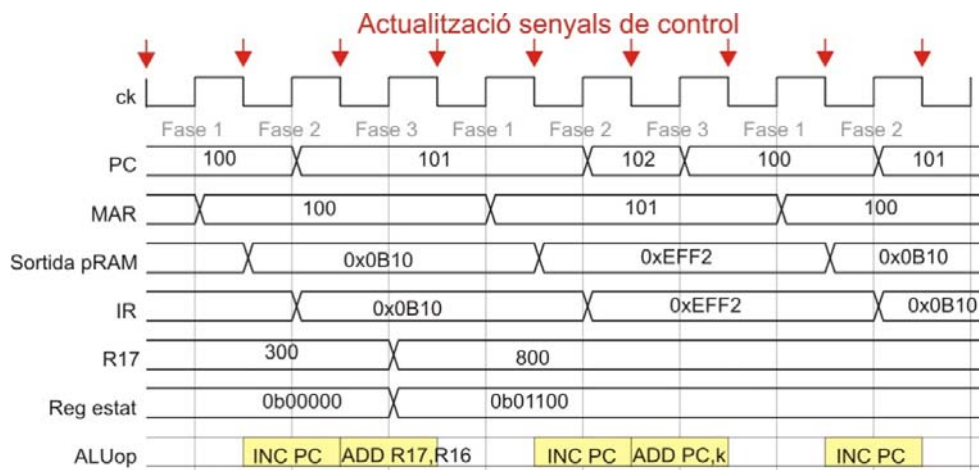 Actualització senyals de control
ck
Fase 1 Fase 2 Fase 3 Fase 1 Fase 2 Fase 3 Fase 1 Fase 2
PC 100 101 102 100 101
MAR 100 101 100
Sortida pRAM 0x0B10 0xEFF2 0x0B10
IR 0x0B10 0xEFF2 0x0B10
R17 300 800
Reg estat 0b00000 0b01100
ALUop INC PC ADD R17,R16 INC PC ADD PC,k INC PC